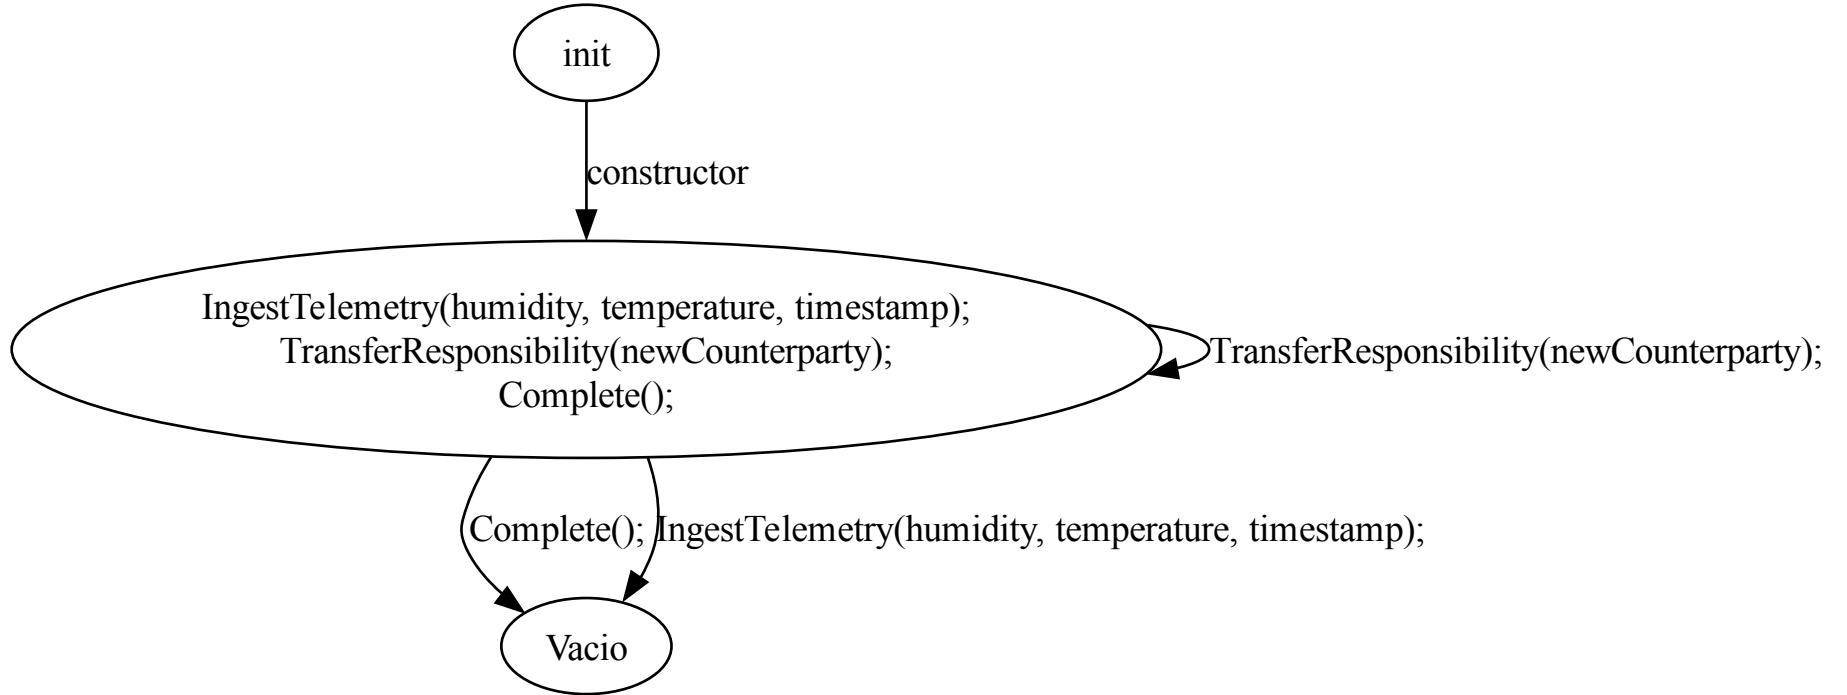 init
constructor
IngestTelemetry(humidity, temperature, timestamp);
TransferResponsibility(newCounterparty);
Complete();
TransferResponsibility(newCounterparty);
Complete();
IngestTelemetry(humidity, temperature, timestamp);
Vacio